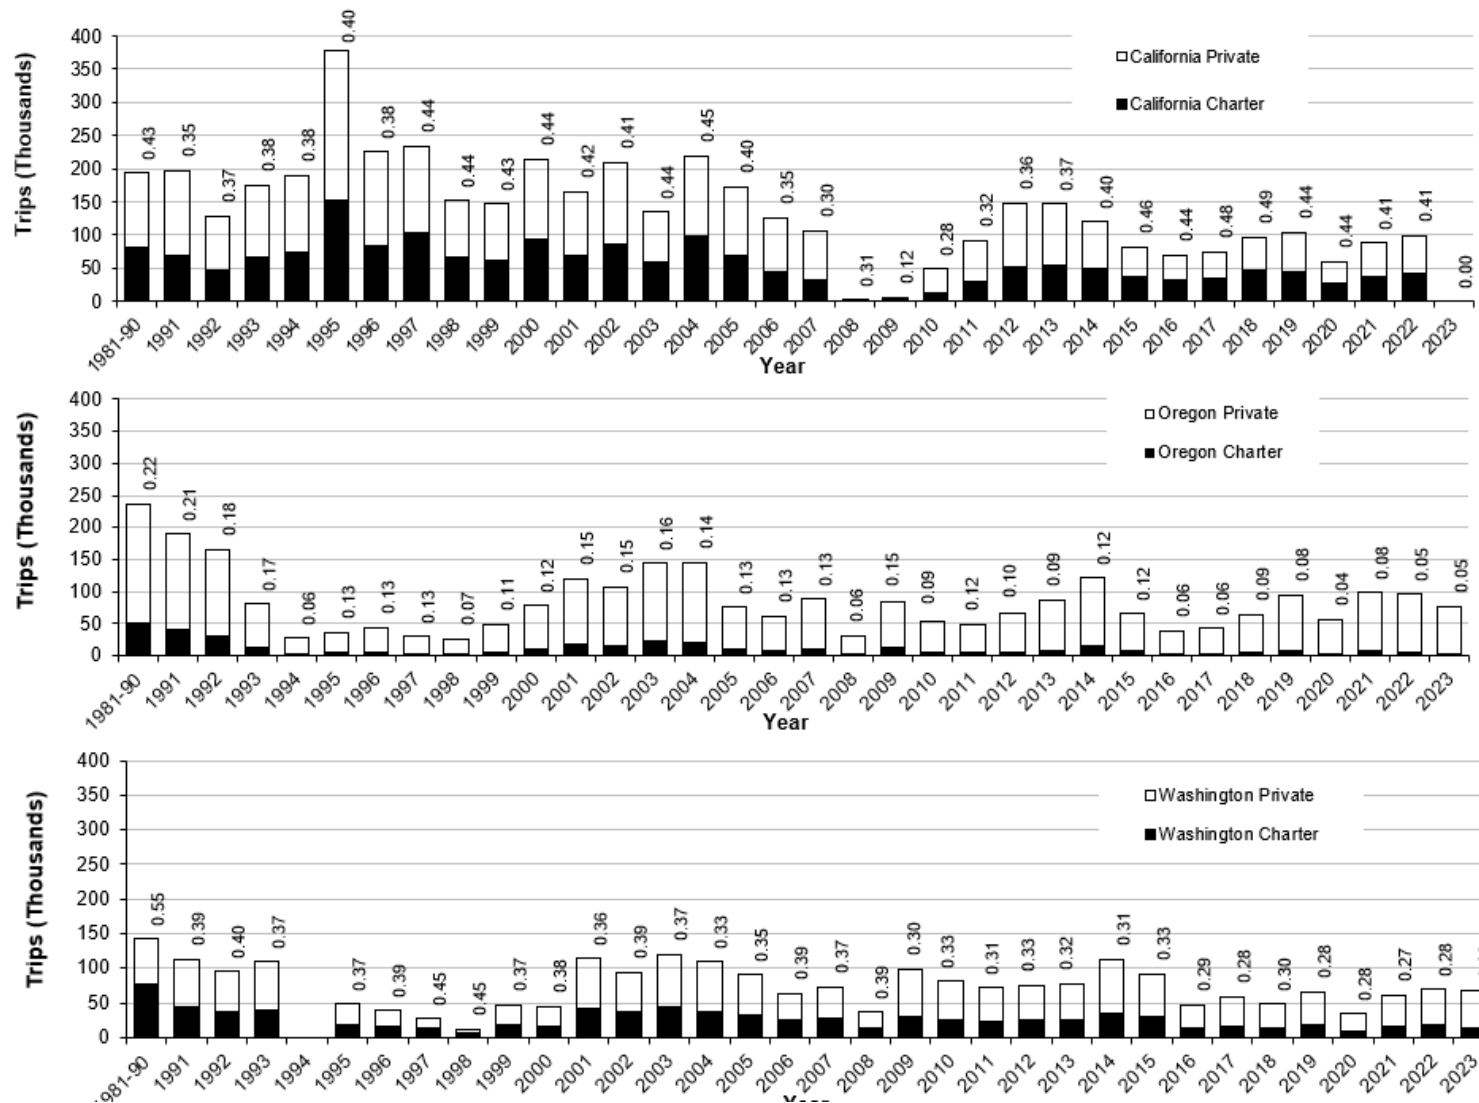 Trips (Thousands)
400
350
300
250
200
150
100
50
0
0.43 0.35 0.37 0.38 0.38 0.40 0.38 0.44 0.44 0.43 0.44 0.42 0.41 0.44 0.45 0.40 0.35 0.30 0.31 0.12 0.28 0.32 0.36 0.37 0.40 0.46 0.44 0.48 0.49 0.44 0.44 0.41 0.41 0.00
California Private
California Charter
1981-90 1991 1992 1993 1994 1995 1996 1997 1998 1999 2000 2001 2002 2003 2004 2005 2006 2007 2008 2009 2010 2011 2012 2013 2014 2015 2016 2017 2018 2019 2020 2021 2022 2023
Year
Trips (Thousands)
400
350
300
250
200
150
100
50
0
0.22 0.21 0.18 0.17 0.06 0.13 0.13 0.13 0.07 0.11 0.12 0.15 0.15 0.16 0.14 0.13 0.13 0.13 0.06 0.15 0.09 0.12 0.10 0.09 0.12 0.12 0.06 0.06 0.09 0.08 0.04 0.08 0.05 0.05
Oregon Private
Oregon Charter
1981-90 1991 1992 1993 1994 1995 1996 1997 1998 1999 2000 2001 2002 2003 2004 2005 2006 2007 2008 2009 2010 2011 2012 2013 2014 2015 2016 2017 2018 2019 2020 2021 2022 2023
Year
Trips (Thousands)
400
350
300
250
200
150
100
50
0
0.55 0.39 0.40 0.37 0.37 0.39 0.45 0.45 0.37 0.38 0.36 0.39 0.37 0.33 0.35 0.39 0.37 0.39 0.30 0.33 0.31 0.33 0.32 0.31 0.33 0.29 0.28 0.30 0.28 0.28 0.27 0.28
Washington Private
Washington Charter
1981-90 1991 1992 1993 1994 1995 1996 1997 1998 1999 2000 2001 2002 2003 2004 2005 2006 2007 2008 2009 2010 2011 2012 2013 2014 2015 2016 2017 2018 2019 2020 2021 2022 2023
Year